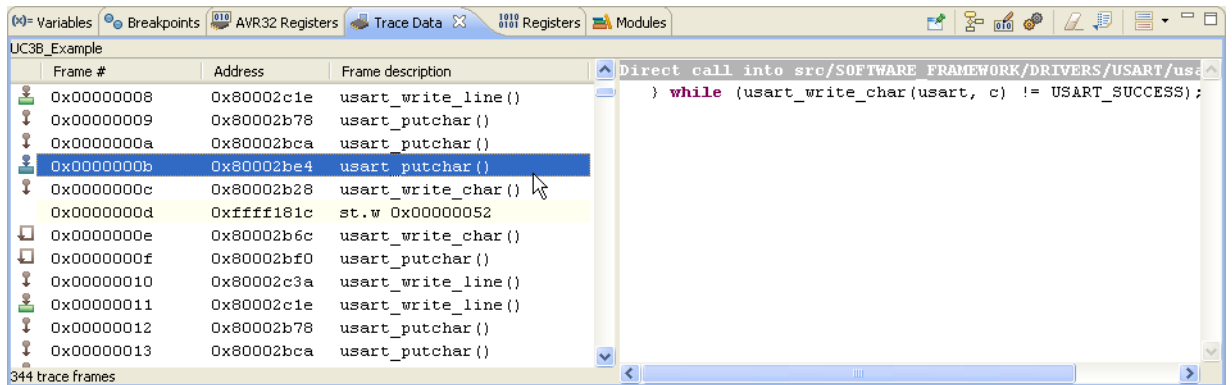 (x)= Variables Breakpoints AVR32 Registers Trace Data Registers Modules
UC3B_Example
Frame # Address Frame description
0x00000008 0x80002c1e usart_write_line()
0x00000009 0x80002b78 usart_putchar()
0x0000000a 0x80002bca usart_putchar()
0x0000000b 0x80002be4 usart_putchar()
0x0000000c 0x80002b28 usart_write_char()
0x0000000d 0xffff181c st.w 0x00000052
0x0000000e 0x80002b6c usart_write_char()
0x0000000f 0x80002bf0 usart_putchar()
0x00000010 0x80002c3a usart_write_line()
0x00000011 0x80002c1e usart_write_line()
0x00000012 0x80002b78 usart_putchar()
0x00000013 0x80002bca usart_putchar()
344 trace frames
Direct call into src/SOFTWARE_FRAMEWORK/DRIVERS/USART/usa
} while (usart_write_char(usart, c) != USART_SUCCESS);